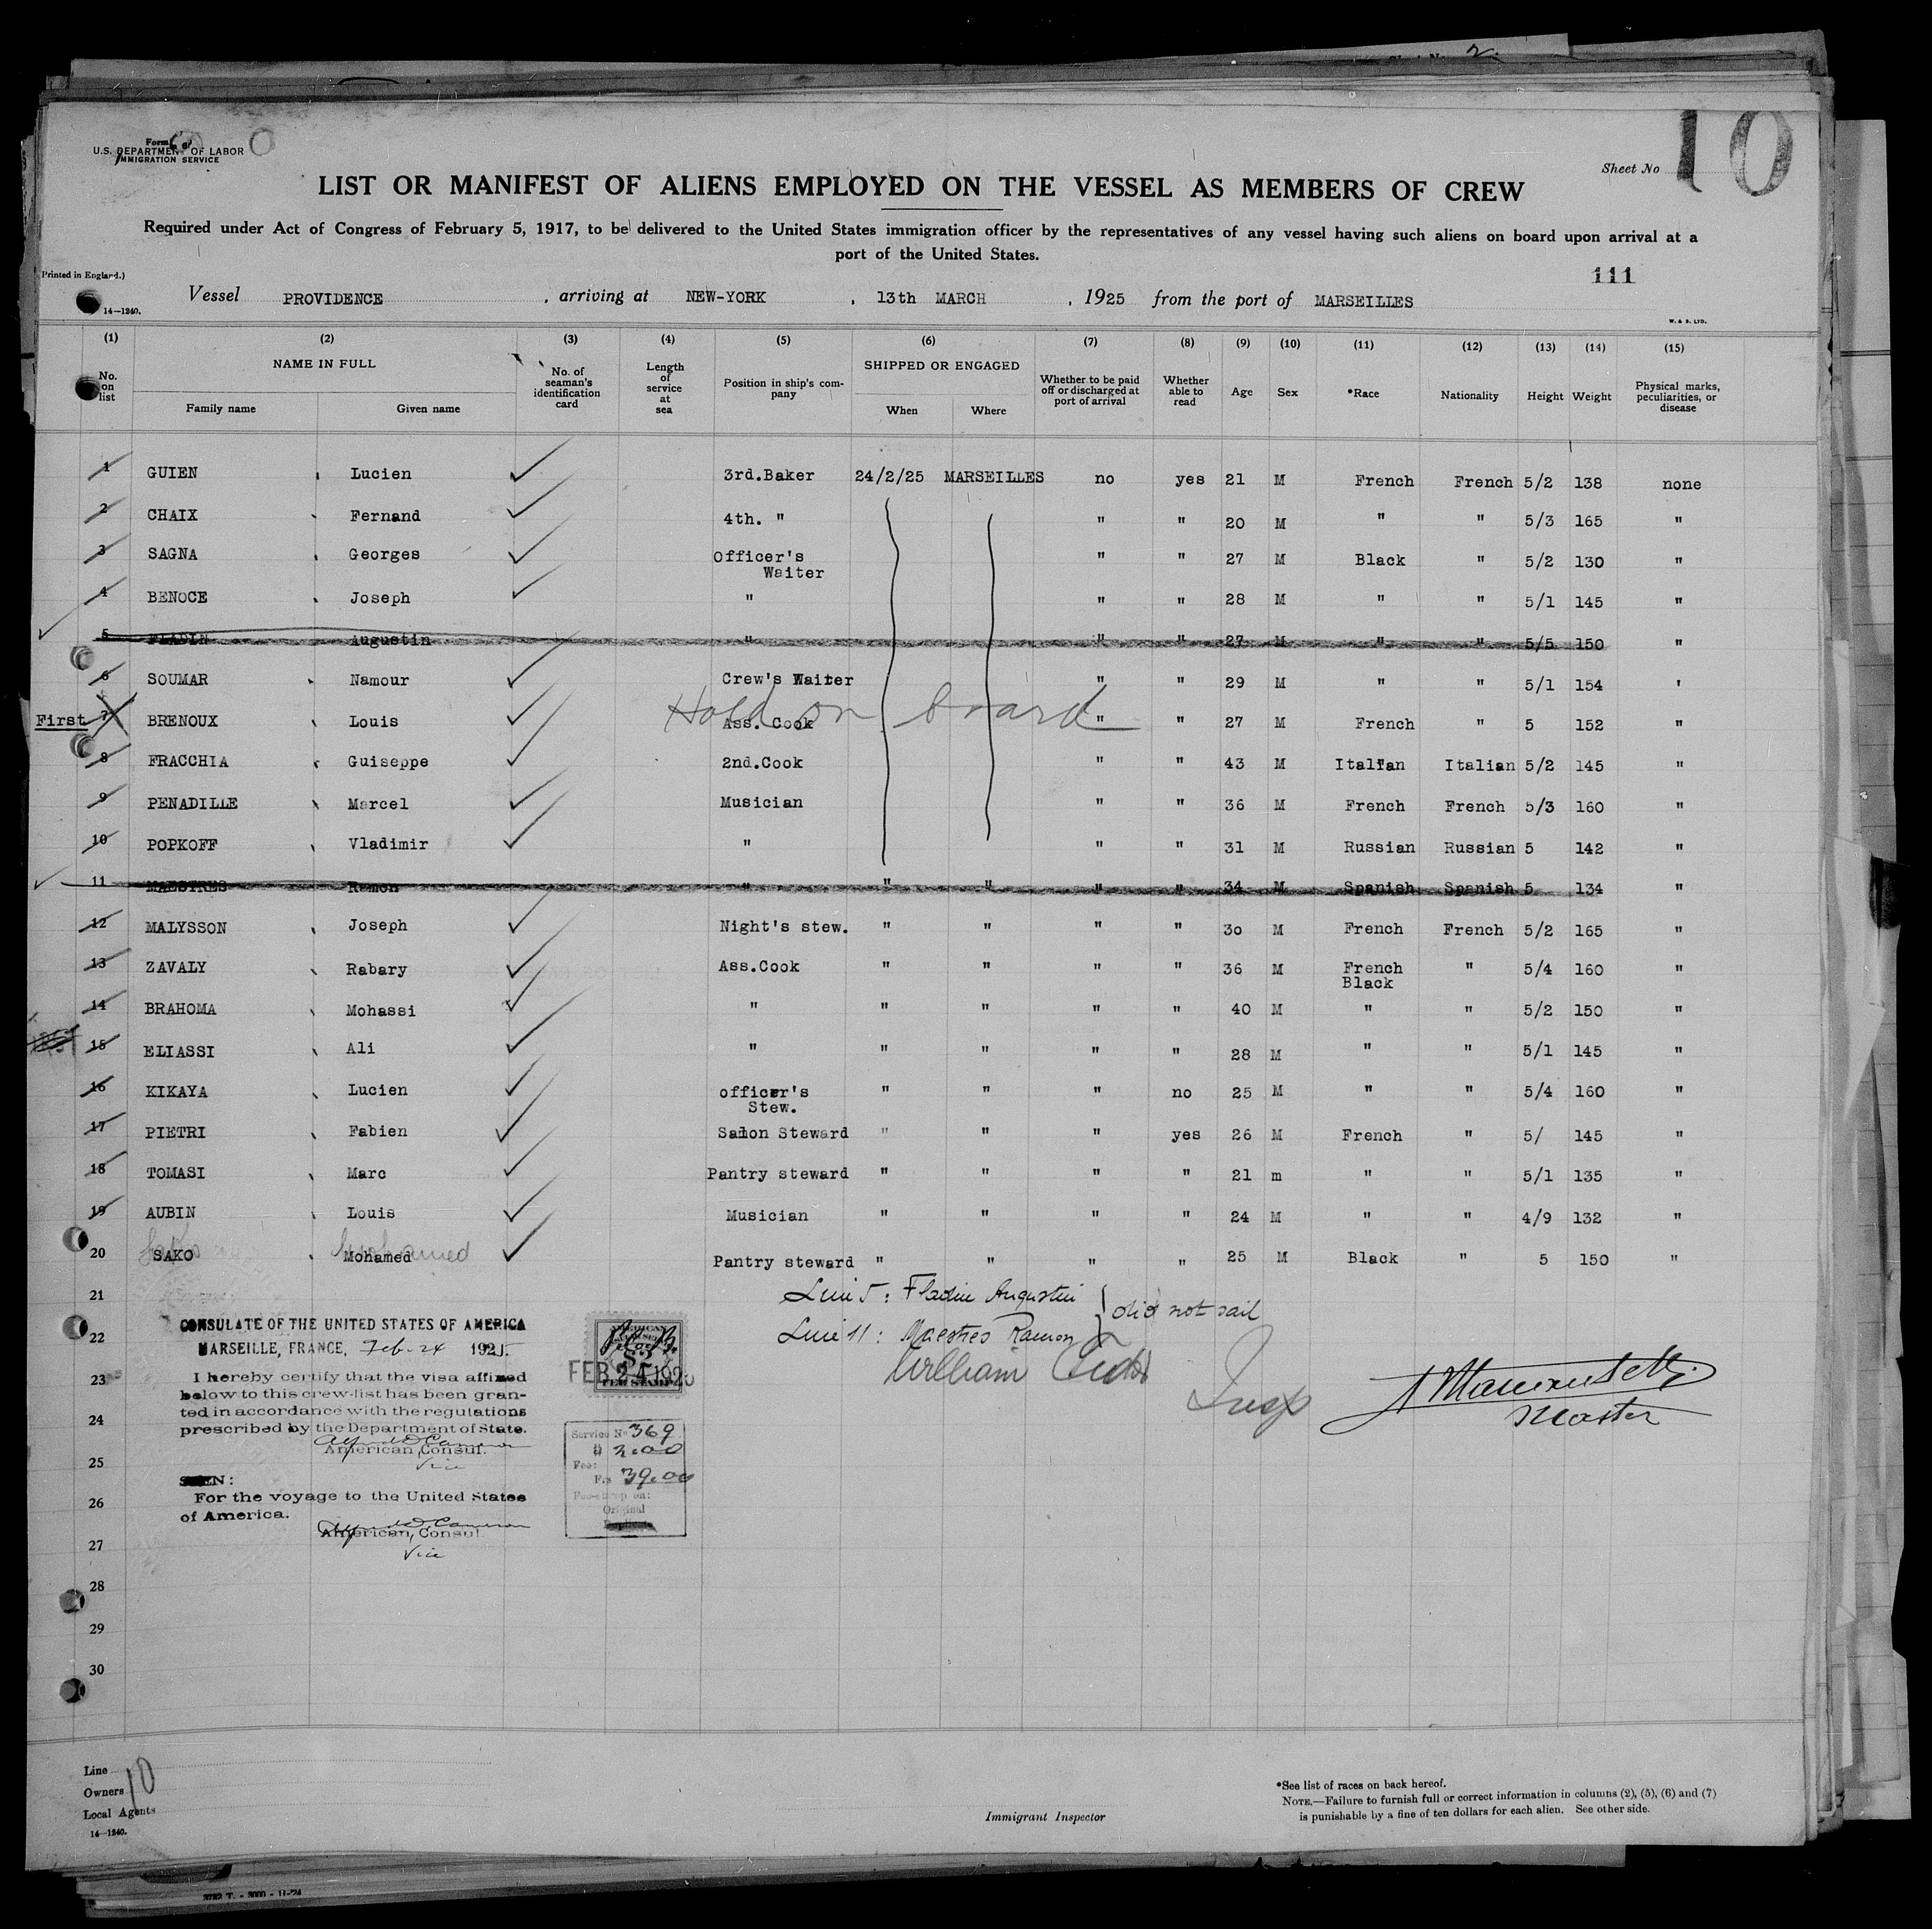 Form
U.S. DEPARTMENT OF LABOR
IMMIGRATION SERVICE
Sheet No 10
LIST OR MANIFEST OF ALIENS EMPLOYED ON THE VESSEL AS MEMBERS OF CREW
Required under Act of Congress of February 5, 1917, to be delivered to the United States immigration officer by the representatives of any vessel having such aliens on board upon arrival at a
port of the United States.
Printed in England.)
111
Vessel PROVIDENCE , arriving at NEW-YORK , 13th MARCH , 1925 from the port of MARSEILLES
14—1240.
W. & S. LTD.
(1) (2) (3) (4) (5) (6) (7) (8) (9) (10) (11) (12) (13) (14) (15)
No. on list NAME IN FULL Family name Given name No. of seaman's identification card Length of service at sea Position in ship's company SHIPPED OR ENGAGED When Where Whether to be paid off or discharged at port of arrival Whether able to read Age Sex *Race Nationality Height Weight Physical marks, peculiarities, or disease
1 GUIEN , Lucien 3rd.Baker 24/2/25 MARSEILLES no yes 21 M French French 5/2 138 none
2 CHAIX Fernand 4th. " " " 20 M " " 5/3 165 "
3 SAGNA Georges Officer's Waiter " " 27 M Black " 5/2 130 "
4 BENOCE Joseph " " " 28 M " " 5/1 145 "
5 FLADIN Augustin " " " 27 M " " 5/5 150 "
6 SOUMAR Namour Crew's Waiter " " 29 M " " 5/1 154 '
First 7 BRENOUX Louis Ass. Cook " " 27 M French " 5 152 "
Hold on board
8 FRACCHIA Guiseppe 2nd.Cook " " 43 M Italian Italian 5/2 145 "
9 PENADILLE Marcel Musician " " 36 M French French 5/3 160 "
10 POPKOFF Vladimir " " " 31 M Russian Russian 5 142 "
11 MAESTRES Ramon " " " " " 34 M Spanish Spanish 5 134 "
12 MALYSSON Joseph Night's stew. " " " " 30 M French French 5/2 165 "
13 ZAVALY Rabary Ass.Cook " " " " 36 M French Black " 5/4 160 "
14 BRAHOMA Mohassi " " " " " 40 M " " 5/2 150 "
15 ELIASSI Ali " " " " " 28 M " " 5/1 145 "
16 KIKAYA Lucien officer's Stew. " " " no 25 M " " 5/4 160 "
17 PIETRI Fabien Salon Steward " " " yes 26 M French " 5/ 145 "
18 TOMASI Marc Pantry steward " " " " 21 m " " 5/1 135 "
19 AUBIN Louis Musician " " " " 24 M " " 4/9 132 "
20 SAKO Mohamed Pantry steward " " " " 25 M Black " 5 150 "
Sako Mohamed
21
22
23
24
25
26
27
28
29
30
Line 5 : Fladin Augustin
Line 11 : Maestres Ramon
} did not sail
William
Insp
Master
CONSULATE OF THE UNITED STATES OF AMERICA
MARSEILLE, FRANCE, Feb. 24 1925.
I hereby certify that the visa affixed
below to this crew-list has been gran-
ted in accordance with the regulations
prescribed by the Department of State.
Alfred D. Cameron
American Consul.
Vice
SEEN:
For the voyage to the United States
of America.
Alfred D. Cameron
American Consul
Vice
AMERICAN
FEB 24 192
FEE STAMP
Service No 369
$ 2.00
Fee:
Frs 39.00
Fee-stamp on:
Original
Duplicate
Line
Owners
Local Agents
10
14—1240.
Immigrant Inspector
*See list of races on back hereof.
NOTE.—Failure to furnish full or correct information in columns (2), (5), (6) and (7)
is punishable by a fine of ten dollars for each alien. See other side.